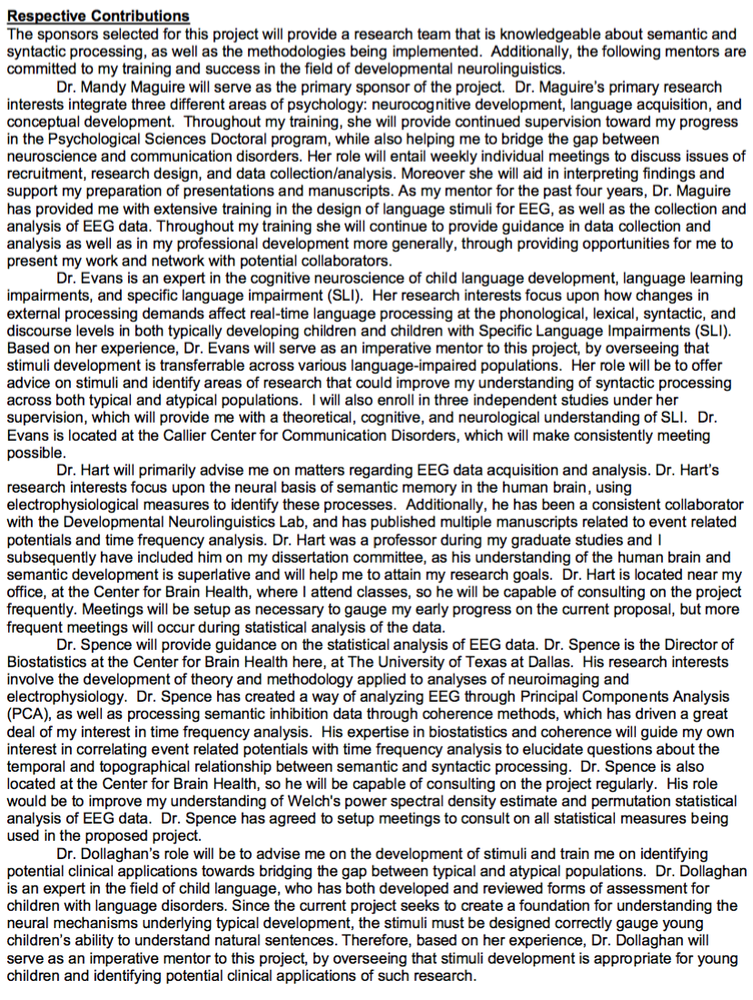 Respective Contributions
The sponsors selected for this project will provide a research team that is knowledgeable about semantic and
syntactic processing, as well as the methodologies being implemented.  Additionally, the following mentors are
committed to my training and success in the field of developmental neurolinguistics.
Dr. Mandy Maguire will serve as the primary sponsor of the project.  Dr. Maguire's primary research
interests integrate three different areas of psychology: neurocognitive development, language acquisition, and
conceptual development.  Throughout my training, she will provide continued supervision toward my progress
in the Psychological Sciences Doctoral program, while also helping me to bridge the gap between
neuroscience and communication disorders. Her role will entail weekly individual meetings to discuss issues of
recruitment, research design, and data collection/analysis. Moreover she will aid in interpreting findings and
support my preparation of presentations and manuscripts. As my mentor for the past four years, Dr. Maguire
has provided me with extensive training in the design of language stimuli for EEG, as well as the collection and
analysis of EEG data. Throughout my training she will continue to provide guidance in data collection and
analysis as well as in my professional development more generally, through providing opportunities for me to
present my work and network with potential collaborators.
Dr. Evans is an expert in the cognitive neuroscience of child language development, language learning
impairments, and specific language impairment (SLI).  Her research interests focus upon how changes in
external processing demands affect real-time language processing at the phonological, lexical, syntactic, and
discourse levels in both typically developing children and children with Specific Language Impairments (SLI).
Based on her experience, Dr. Evans will serve as an imperative mentor to this project, by overseeing that
stimuli development is transferrable across various language-impaired populations.  Her role will be to offer
advice on stimuli and identify areas of research that could improve my understanding of syntactic processing
across both typical and atypical populations.  I will also enroll in three independent studies under her
supervision, which will provide me with a theoretical, cognitive, and neurological understanding of SLI.  Dr.
Evans is located at the Callier Center for Communication Disorders, which will make consistently meeting
possible.
Dr. Hart will primarily advise me on matters regarding EEG data acquisition and analysis. Dr. Hart's
research interests focus upon the neural basis of semantic memory in the human brain, using
electrophysiological measures to identify these processes.  Additionally, he has been a consistent collaborator
with the Developmental Neurolinguistics Lab, and has published multiple manuscripts related to event related
potentials and time frequency analysis. Dr. Hart was a professor during my graduate studies and I
subsequently have included him on my dissertation committee, as his understanding of the human brain and
semantic development is superlative and will help me to attain my research goals.  Dr. Hart is located near my
office, at the Center for Brain Health, where I attend classes, so he will be capable of consulting on the project
frequently. Meetings will be setup as necessary to gauge my early progress on the current proposal, but more
frequent meetings will occur during statistical analysis of the data.
Dr. Spence will provide guidance on the statistical analysis of EEG data. Dr. Spence is the Director of
Biostatistics at the Center for Brain Health here, at The University of Texas at Dallas.  His research interests
involve the development of theory and methodology applied to analyses of neuroimaging and
electrophysiology.  Dr. Spence has created a way of analyzing EEG through Principal Components Analysis
(PCA), as well as processing semantic inhibition data through coherence methods, which has driven a great
deal of my interest in time frequency analysis.  His expertise in biostatistics and coherence will guide my own
interest in correlating event related potentials with time frequency analysis to elucidate questions about the
temporal and topographical relationship between semantic and syntactic processing.  Dr. Spence is also
located at the Center for Brain Health, so he will be capable of consulting on the project regularly.  His role
would be to improve my understanding of Welch's power spectral density estimate and permutation statistical
analysis of EEG data.  Dr. Spence has agreed to setup meetings to consult on all statistical measures being
used in the proposed project.
Dr. Dollaghan's role will be to advise me on the development of stimuli and train me on identifying
potential clinical applications towards bridging the gap between typical and atypical populations.  Dr. Dollaghan
is an expert in the field of child language, who has both developed and reviewed forms of assessment for
children with language disorders. Since the current project seeks to create a foundation for understanding the
neural mechanisms underlying typical development, the stimuli must be designed correctly gauge young
children's ability to understand natural sentences. Therefore, based on her experience, Dr. Dollaghan will
serve as an imperative mentor to this project, by overseeing that stimuli development is appropriate for young
children and identifying potential clinical applications of such research.